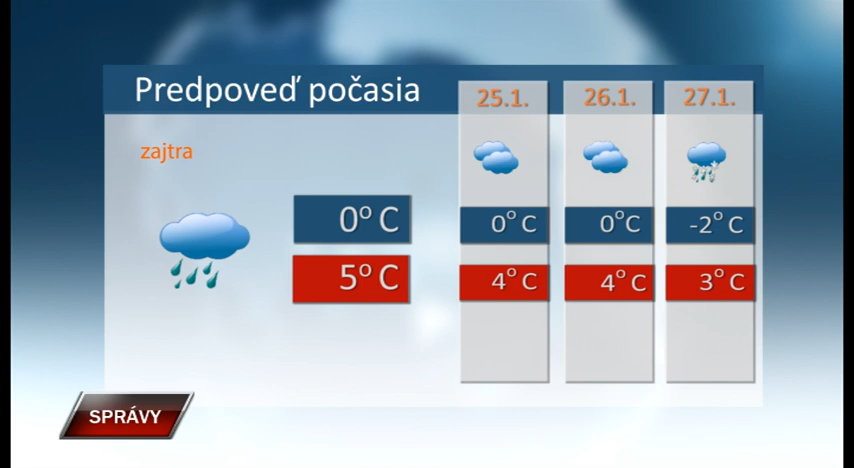 Predpoveď počasia
zajtra
0° C
5° C
25.1.
0° C
4° C
26.1.
0°C
4° C
27.1.
-2° C
3° C
SPRÁVY